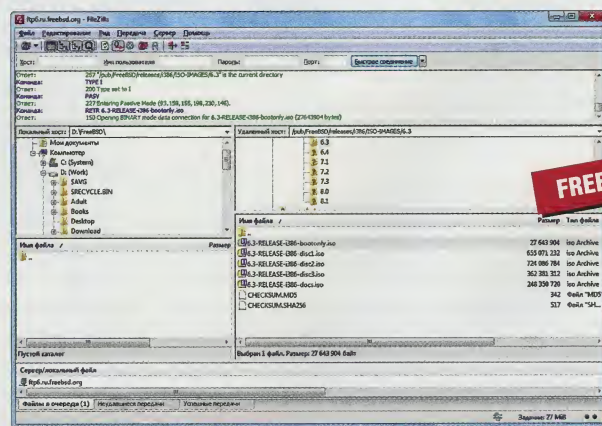 ftp6.ru.freebsd.org - FileZilla
Файл Редактирование Вид Передача Сервер Помощь
Хост: Имя пользователя Пароль: Порт: Быстрое соединение
Ответ: 257 "/pub/FreeBSD/releases/i386/ISO-IMAGES/6.3" is the current directory
Команда: TYPE I
Ответ: 200 Type set to I
Команда: PASV
Ответ: 227 Entering Passive Mode
Команда: RETR 6.3-RELEASE-i386-bootonly.iso
Ответ: 150 Opening BINARY mode data connection for 6.3-RELEASE-i386-bootonly.iso (27643904 bytes)
Локальный хост: D:\FreeBSD\
Мои документы
Компьютер
C: (System)
D: (Work)
$AVG
$RECYCLE.BIN
Adult
Books
Desktop
Download
Имя файла / Размер
..
Пустой каталог
Удаленный хост: /pub/FreeBSD/releases/i386/ISO-IMAGES/6.3
6.3
6.4
7.1
7.2
7.3
8.0
8.1
FREE
Имя файла / Размер Тип файла
..
6.3-RELEASE-i386-bootonly.iso 27 643 904 iso Archive
6.3-RELEASE-i386-disc1.iso 655 071 232 iso Archive
6.3-RELEASE-i386-disc2.iso 724 086 784 iso Archive
6.3-RELEASE-i386-disc3.iso 362 381 312 iso Archive
6.3-RELEASE-i386-docs.iso 248 350 720 iso Archive
CHECKSUM.MD5 342 Файл "MD5"
CHECKSUM.SHA256 517 Файл "SH...
Выбран 1 файл. Размер: 27 643 904 байт
Сервер/локальный файл
ftp6.ru.freebsd.org
Файлы в очереди (1) Неудавшиеся передачи Успешные передачи
Задание: 27 MiB